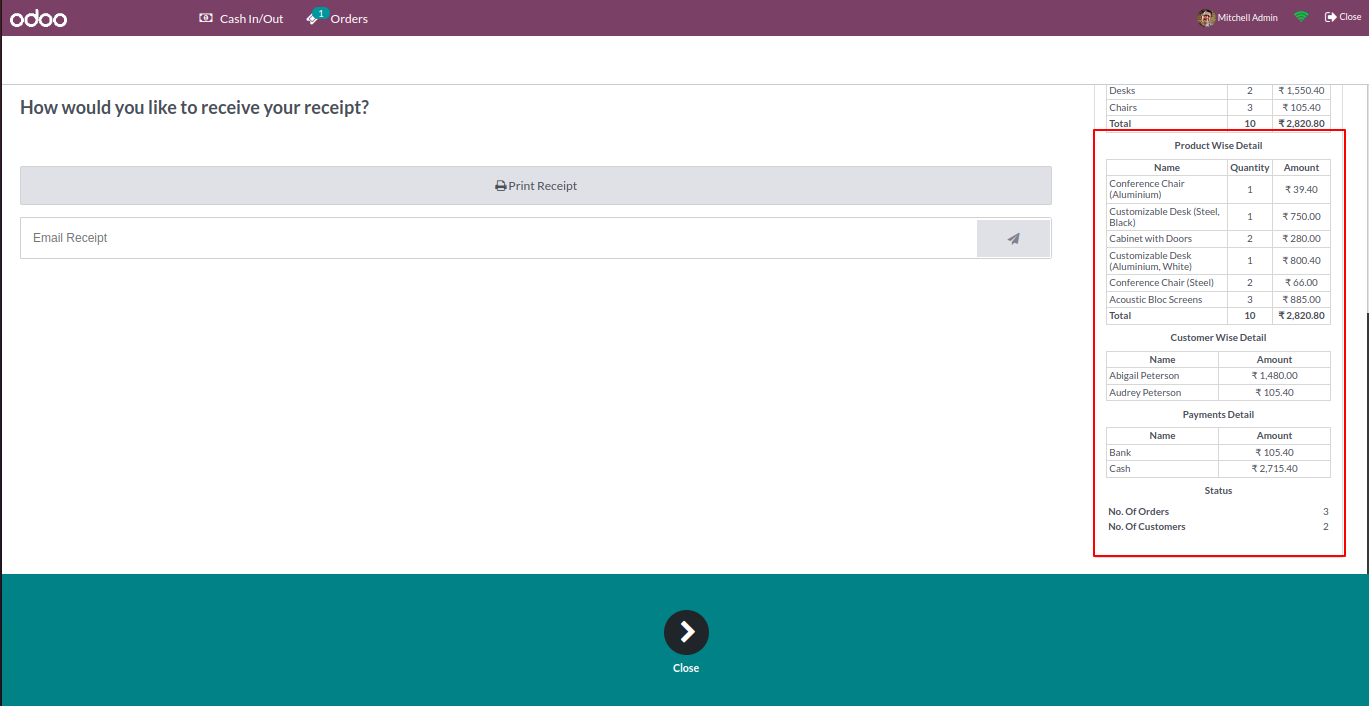 odoo Cash In/Out 1 Orders Mitchell Admin Close
How would you like to receive your receipt?
Print Receipt
Email Receipt
Desks 2 ₹ 1,550.40
Chairs 3 ₹ 105.40
Total 10 ₹ 2,820.80
Product Wise Detail
Name Quantity Amount
Conference Chair
(Aluminium) 1 ₹ 39.40
Customizable Desk (Steel,
Black) 1 ₹ 750.00
Cabinet with Doors 2 ₹ 280.00
Customizable Desk
(Aluminium, White) 1 ₹ 800.40
Conference Chair (Steel) 2 ₹ 66.00
Acoustic Bloc Screens 3 ₹ 885.00
Total 10 ₹ 2,820.80
Customer Wise Detail
Name Amount
Abigail Peterson ₹ 1,480.00
Audrey Peterson ₹ 105.40
Payments Detail
Name Amount
Bank ₹ 105.40
Cash ₹ 2,715.40
Status
No. Of Orders 3
No. Of Customers 2
Close